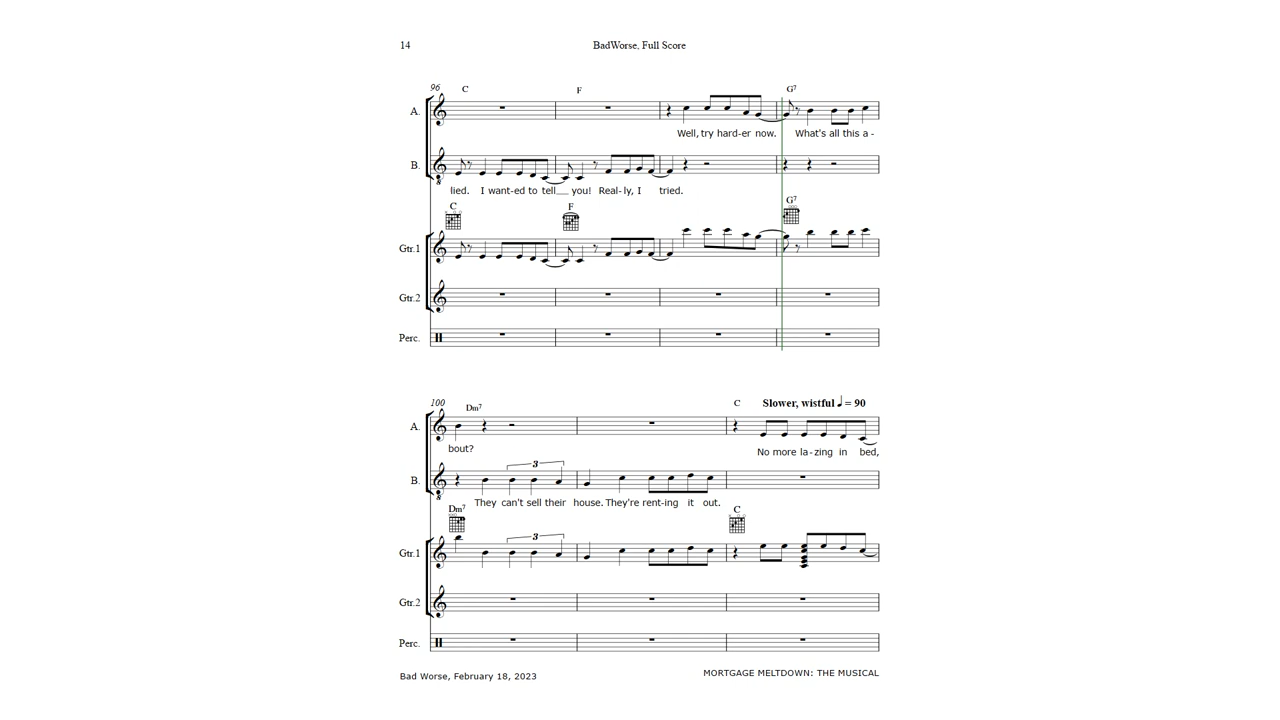 14
BadWorse, Full Score
96
C F G7
A.
Well, try hard-er now. What's all this a-
B.
lied. I want-ed to tell__ you! Real-ly, I tried.
C F G7
Gtr.1
Gtr.2
Perc.
100
Dm7 C Slower, wistful ♩ = 90
A.
bout? No more la-zing in bed,
3
B.
They can't sell their house. They're rent-ing it out.
Dm7 C
3
Gtr.1
Gtr.2
Perc.
Bad Worse, February 18, 2023
MORTGAGE MELTDOWN: THE MUSICAL